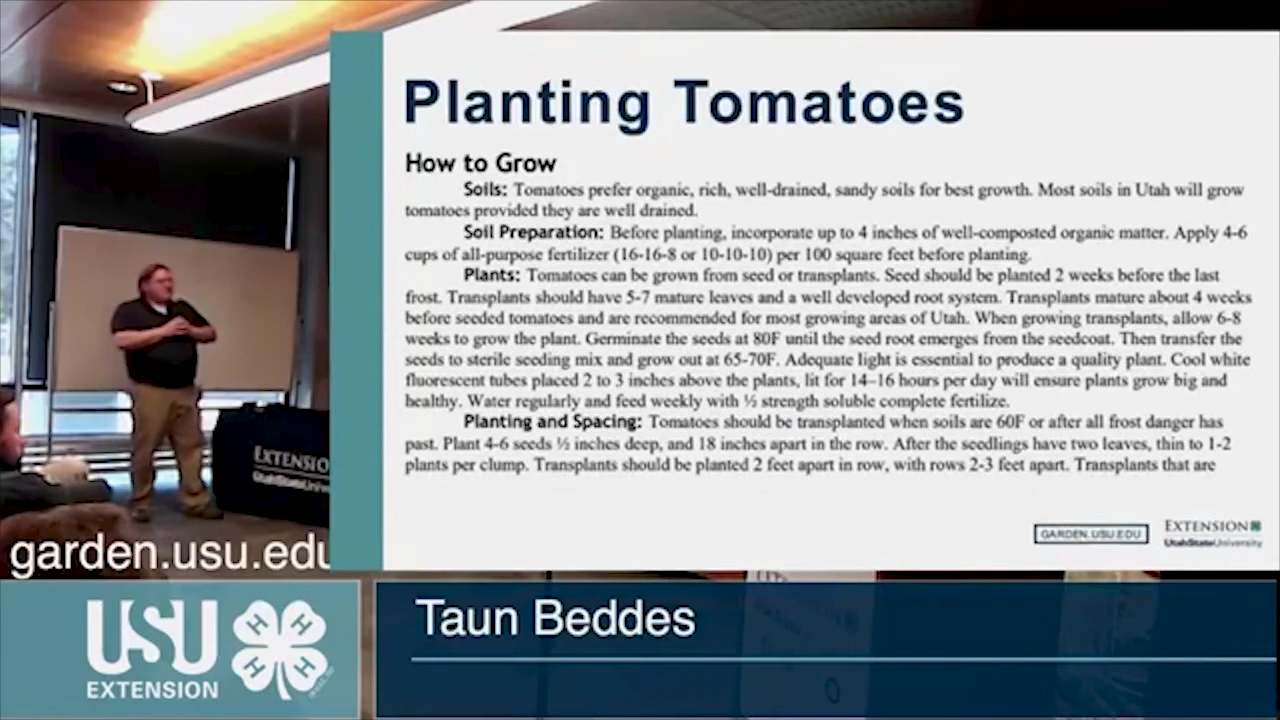 Planting Tomatoes
How to Grow
Soils: Tomatoes prefer organic, rich, well-drained, sandy soils for best growth. Most soils in Utah will grow
tomatoes provided they are well drained.
Soil Preparation: Before planting, incorporate up to 4 inches of well-composted organic matter. Apply 4-6
cups of all-purpose fertilizer (16-16-8 or 10-10-10) per 100 square feet before planting.
Plants: Tomatoes can be grown from seed or transplants. Seed should be planted 2 weeks before the last
frost. Transplants should have 5-7 mature leaves and a well developed root system. Transplants mature about 4 weeks
before seeded tomatoes and are recommended for most growing areas of Utah. When growing transplants, allow 6-8
weeks to grow the plant. Germinate the seeds at 80F until the seed root emerges from the seedcoat. Then transfer the
seeds to sterile seeding mix and grow out at 65-70F. Adequate light is essential to produce a quality plant. Cool white
fluorescent tubes placed 2 to 3 inches above the plants, lit for 14–16 hours per day will ensure plants grow big and
healthy. Water regularly and feed weekly with ½ strength soluble complete fertilize.
Planting and Spacing: Tomatoes should be transplanted when soils are 60F or after all frost danger has
past. Plant 4-6 seeds ½ inches deep, and 18 inches apart in the row. After the seedlings have two leaves, thin to 1-2
plants per clump. Transplants should be planted 2 feet apart in row, with rows 2-3 feet apart. Transplants that are
GARDEN.USU.EDU
EXTENSION
UtahStateUniversity
EXTENSIO
UtahStateUniv
garden.usu.edu
USU
EXTENSION
H H
H H
Taun Beddes